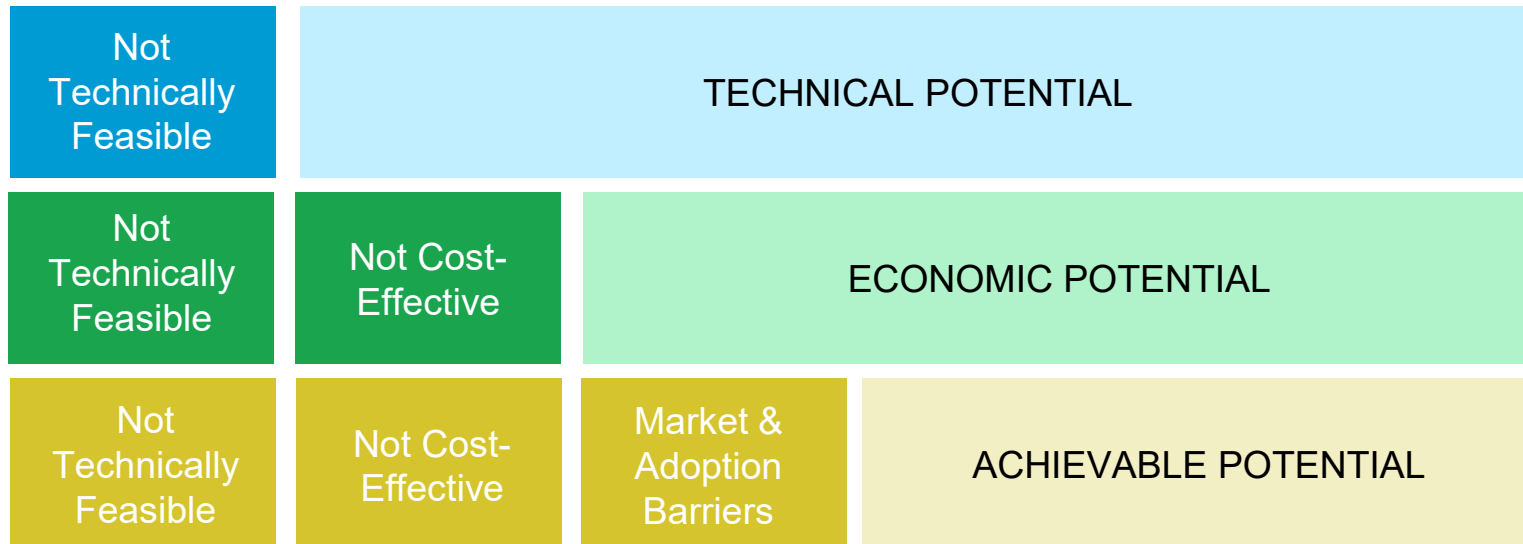 Not
Technically
Feasible
TECHNICAL POTENTIAL
Not
Technically
Feasible
Not Cost-
Effective
ECONOMIC POTENTIAL
Not
Technically
Feasible
Not Cost-
Effective
Market &
Adoption
Barriers
ACHIEVABLE POTENTIAL